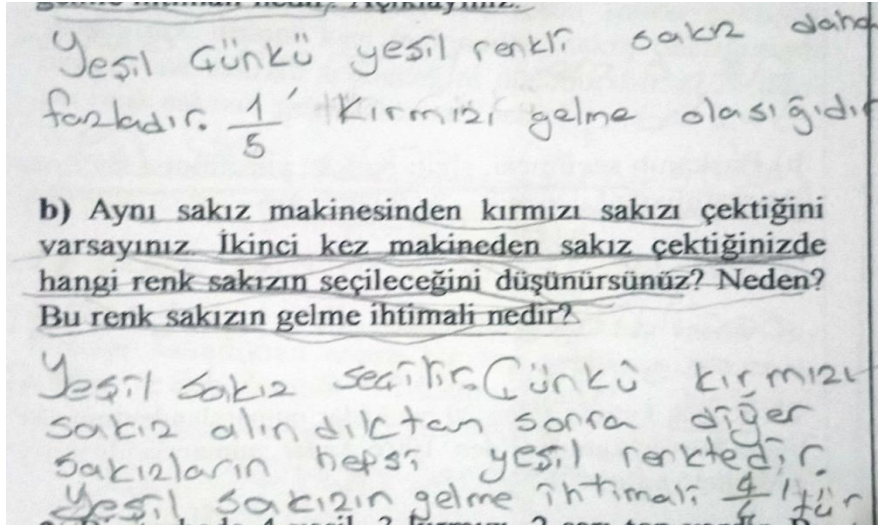 Yeşil Çünkü yeşil renkli sakız daha
fazladır. 1/5' Kırmızı gelme olasığıdır
b) Aynı sakız makinesinden kırmızı sakızı çektiğini
varsayınız. İkinci kez makineden sakız çektiğinizde
hangi renk sakızın seçileceğini düşünürsünüz? Neden?
Bu renk sakızın gelme ihtimali nedir?
Yeşil sakız seçilir. Çünkü kırmızı
sakız alındıktan sonra diğer
sakızların hepsi yeşil renktedir.
Yeşil sakızın gelme ihtimali 4/4'tür